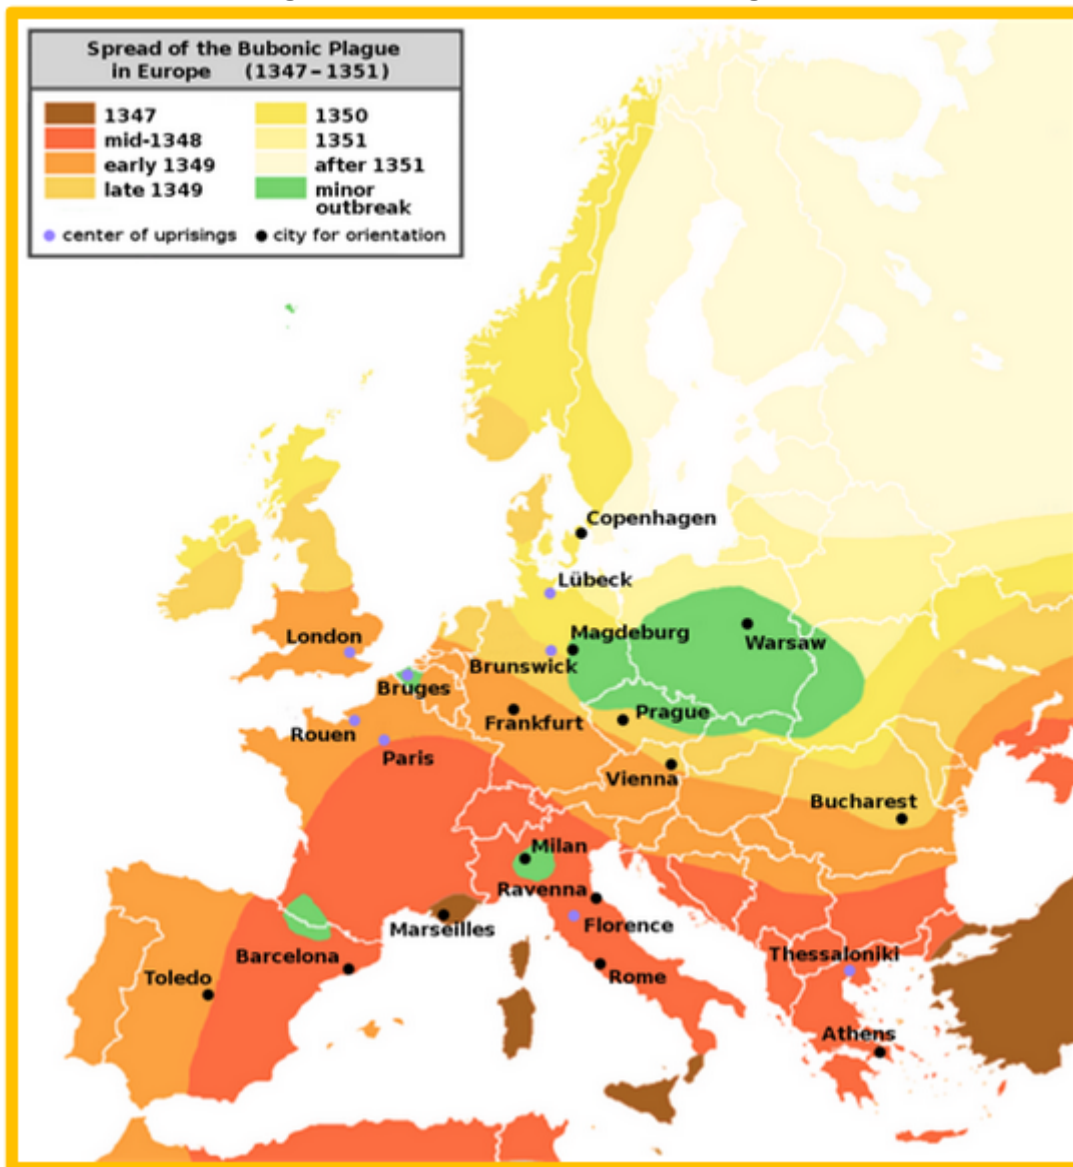 Spread of the Bubonic Plague
in Europe (1347–1351)
1347
mid-1348
early 1349
late 1349
1350
1351
after 1351
minor
outbreak
center of uprisings
city for orientation
Copenhagen
Lübeck
Magdeburg
Warsaw
London
Brunswick
Bruges
Prague
Frankfurt
Rouen
Paris
Vienna
Bucharest
Milan
Ravenna
Marseilles
Florence
Barcelona
Thessaloniki
Toledo
Rome
Athens